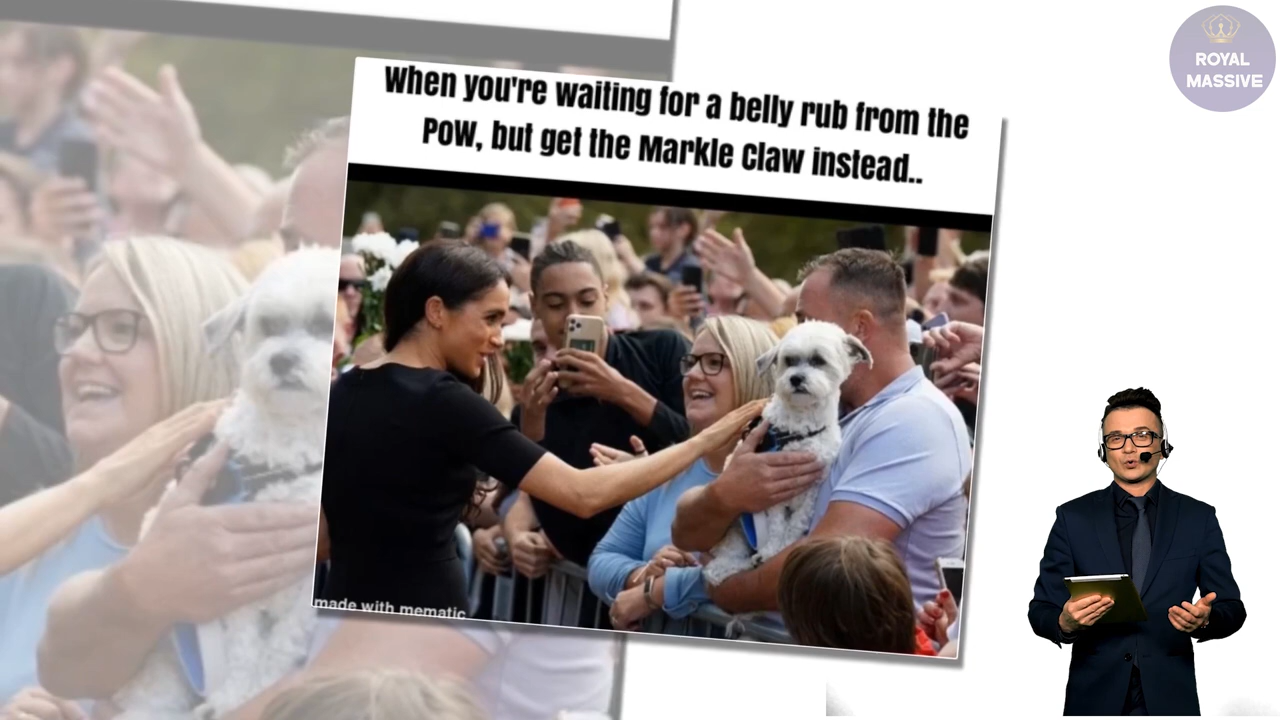 When you're waiting for a belly rub from the
PoW, but get the Markle Claw instead..
ROYAL
MASSIVE
made with mematic